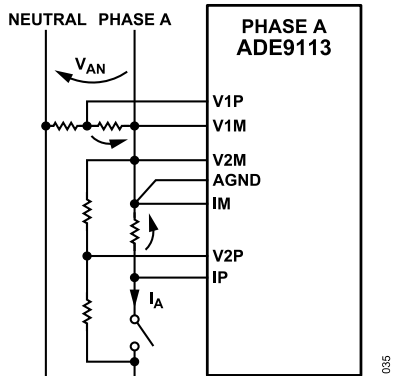 NEUTRAL PHASE A
PHASE A
ADE9113
VAN
V1P
V1M
V2M
AGND
IM
V2P
IP
IA
035